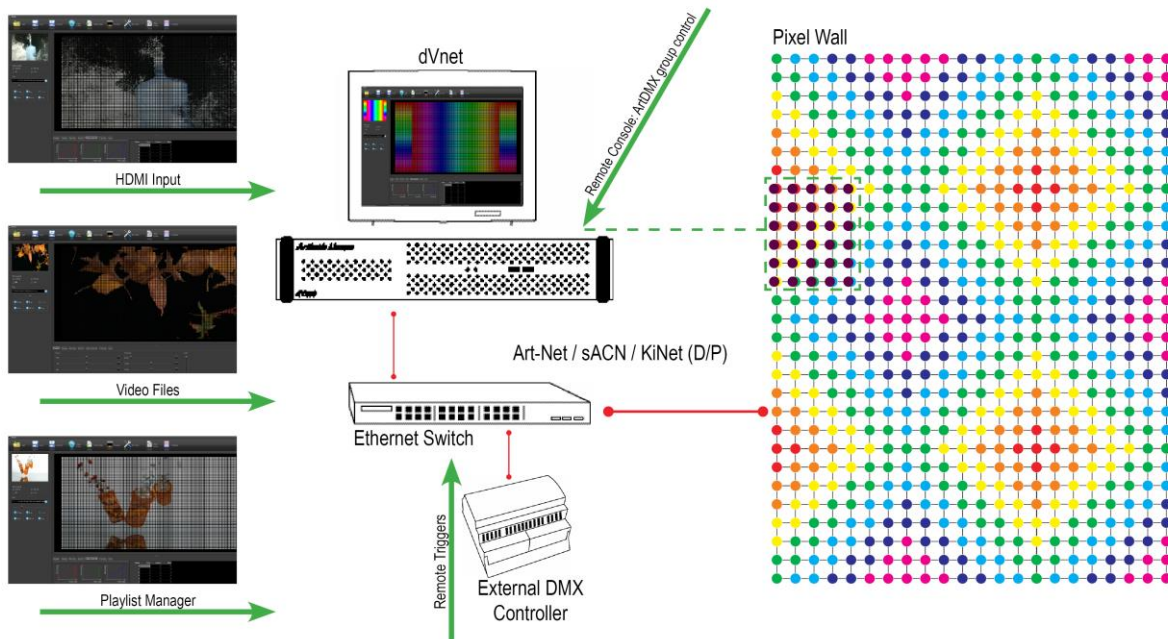 HDMI Input
Video Files
Playlist Manager
dVnet
Remote Console: ArtDMX group control
Pixel Wall
Art-Net / sACN / KiNet (D/P)
Ethernet Switch
Remote Triggers
External DMX
Controller